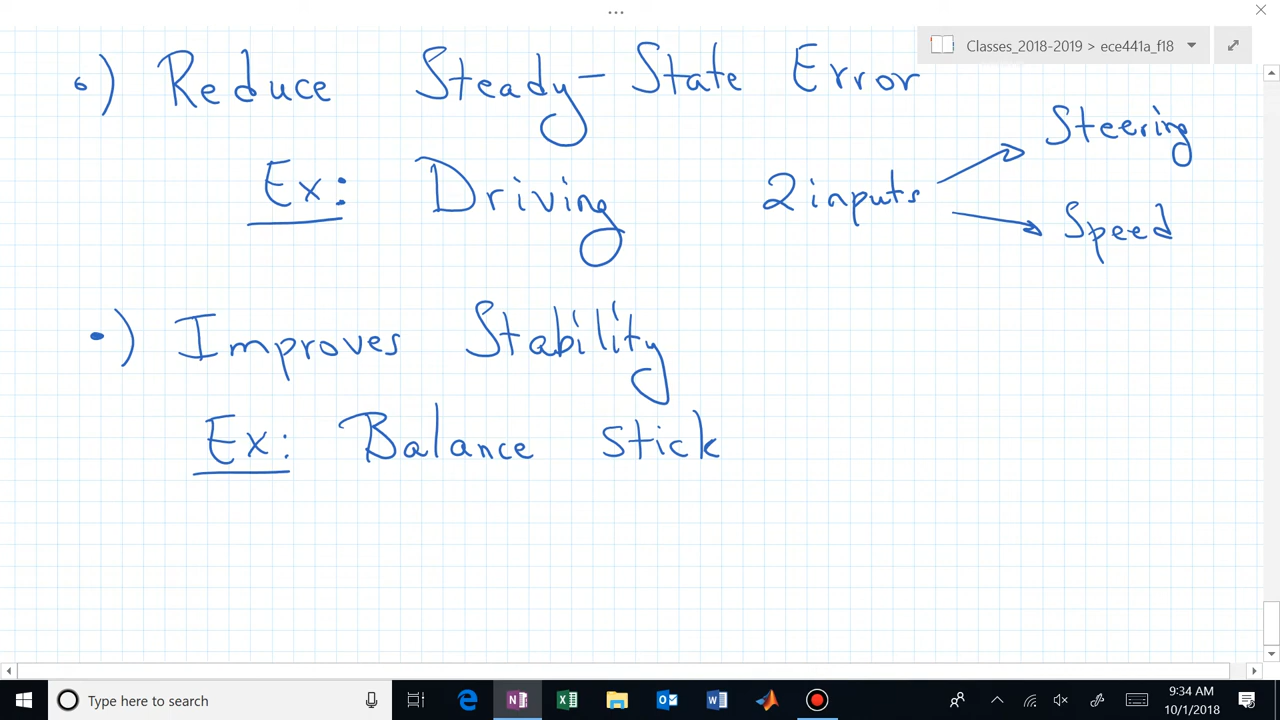 ...
Classes_2018-2019 > ece441a_f18
•) Reduce Steady-State Error
Steering
Ex: Driving 2 inputs
Speed
•) Improves Stability
Ex: Balance stick
Type here to search
9:34 AM
10/1/2018